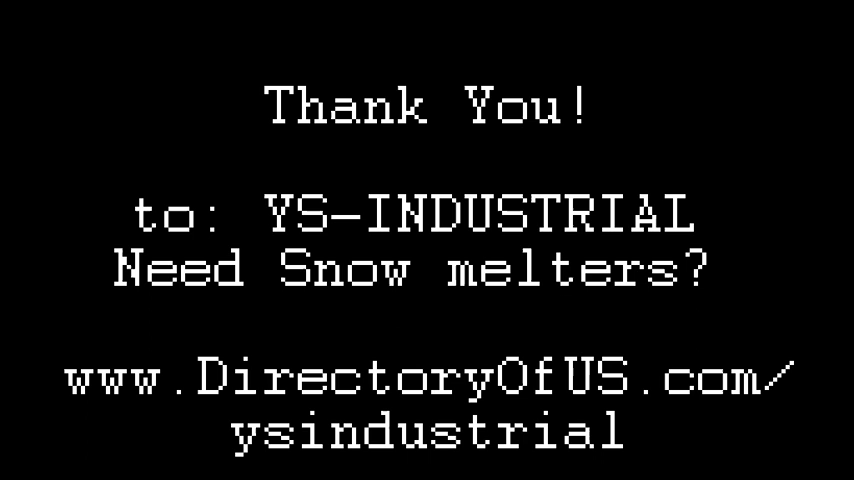 Thank You!
to: YS-INDUSTRIAL
Need Snow melters?
www.DirectoryOfUS.com/
ysindustrial